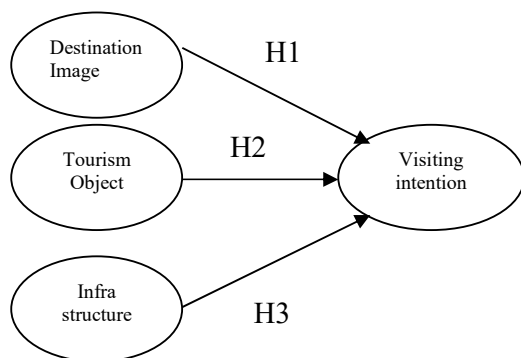 Destination
Image
H1
Tourism
Object
H2
Visiting
intention
Infra
structure
H3